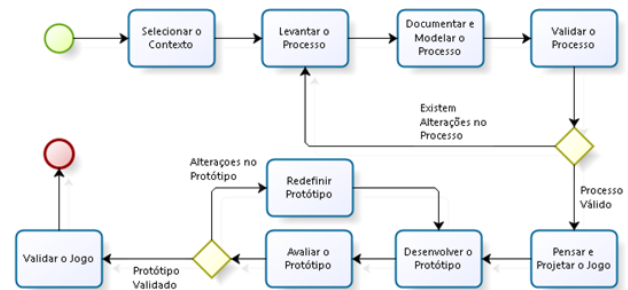 Selecionar o
Contexto
Levantar o
Processo
Documentar e
Modelar o
Processo
Validar o
Processo
Existem
Alterações no
Processo
Processo
Válido
Alteraçoes no
Protótipo
Redefinir
Protótipo
Validar o Jogo
Protótipo
Validado
Avaliar o
Protótipo
Desenvolver o
Protótipo
Pensar e
Projetar o Jogo